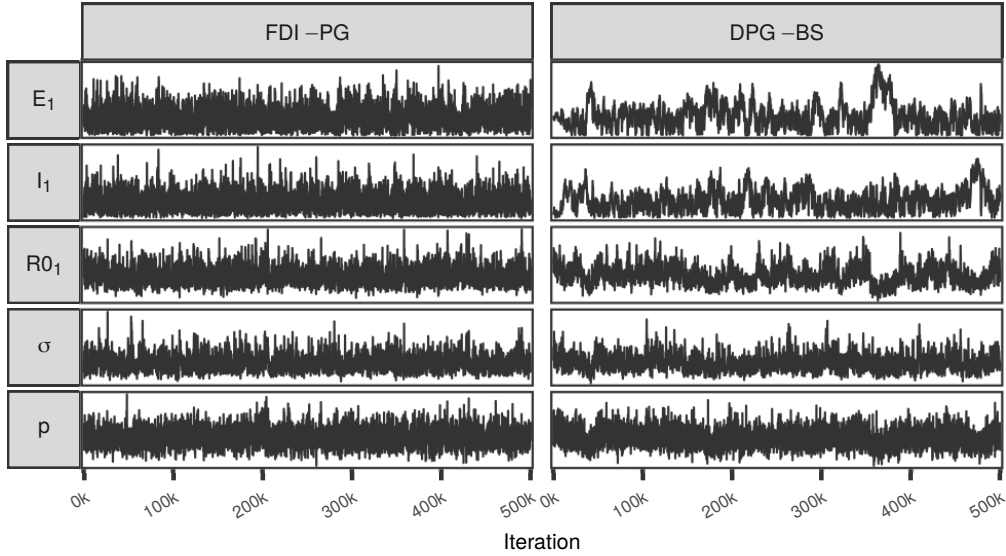 FDI –PG DPG –BS
E₁
I₁
R0₁
σ
p
0k 100k 200k 300k 400k 500k 0k 100k 200k 300k 400k 500k
Iteration